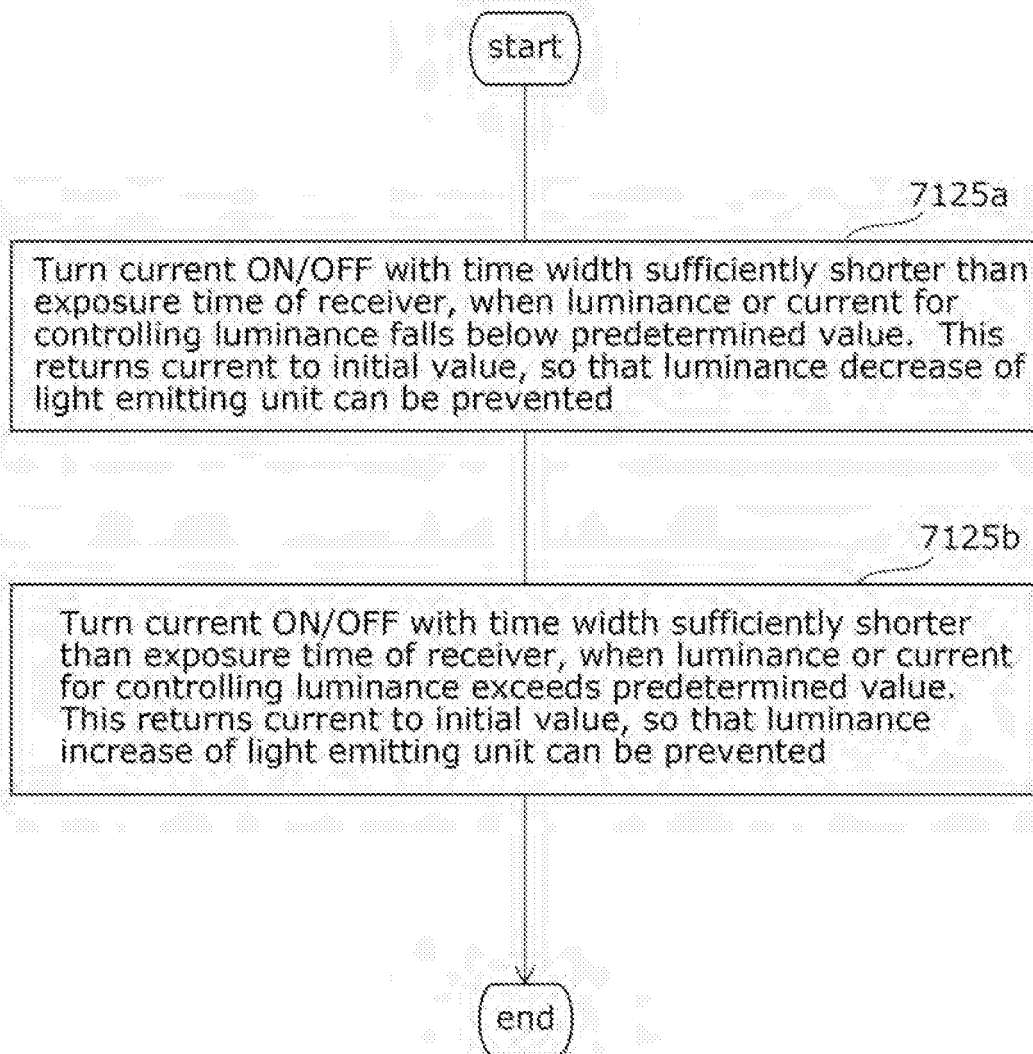 start
7125a
Turn current ON/OFF with time width sufficiently shorter than
exposure time of receiver, when luminance or current for
controlling luminance falls below predetermined value.  This
returns current to initial value, so that luminance decrease of
light emitting unit can be prevented
7125b
Turn current ON/OFF with time width sufficiently shorter
than exposure time of receiver, when luminance or current
for controlling luminance exceeds predetermined value.
This returns current to initial value, so that luminance
increase of light emitting unit can be prevented
end